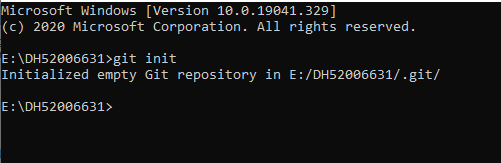 Microsoft Windows [Version 10.0.19041.329]
(c) 2020 Microsoft Corporation. All rights reserved.
E:\DH52006631>git init
Initialized empty Git repository in E:/DH52006631/.git/
E:\DH52006631>